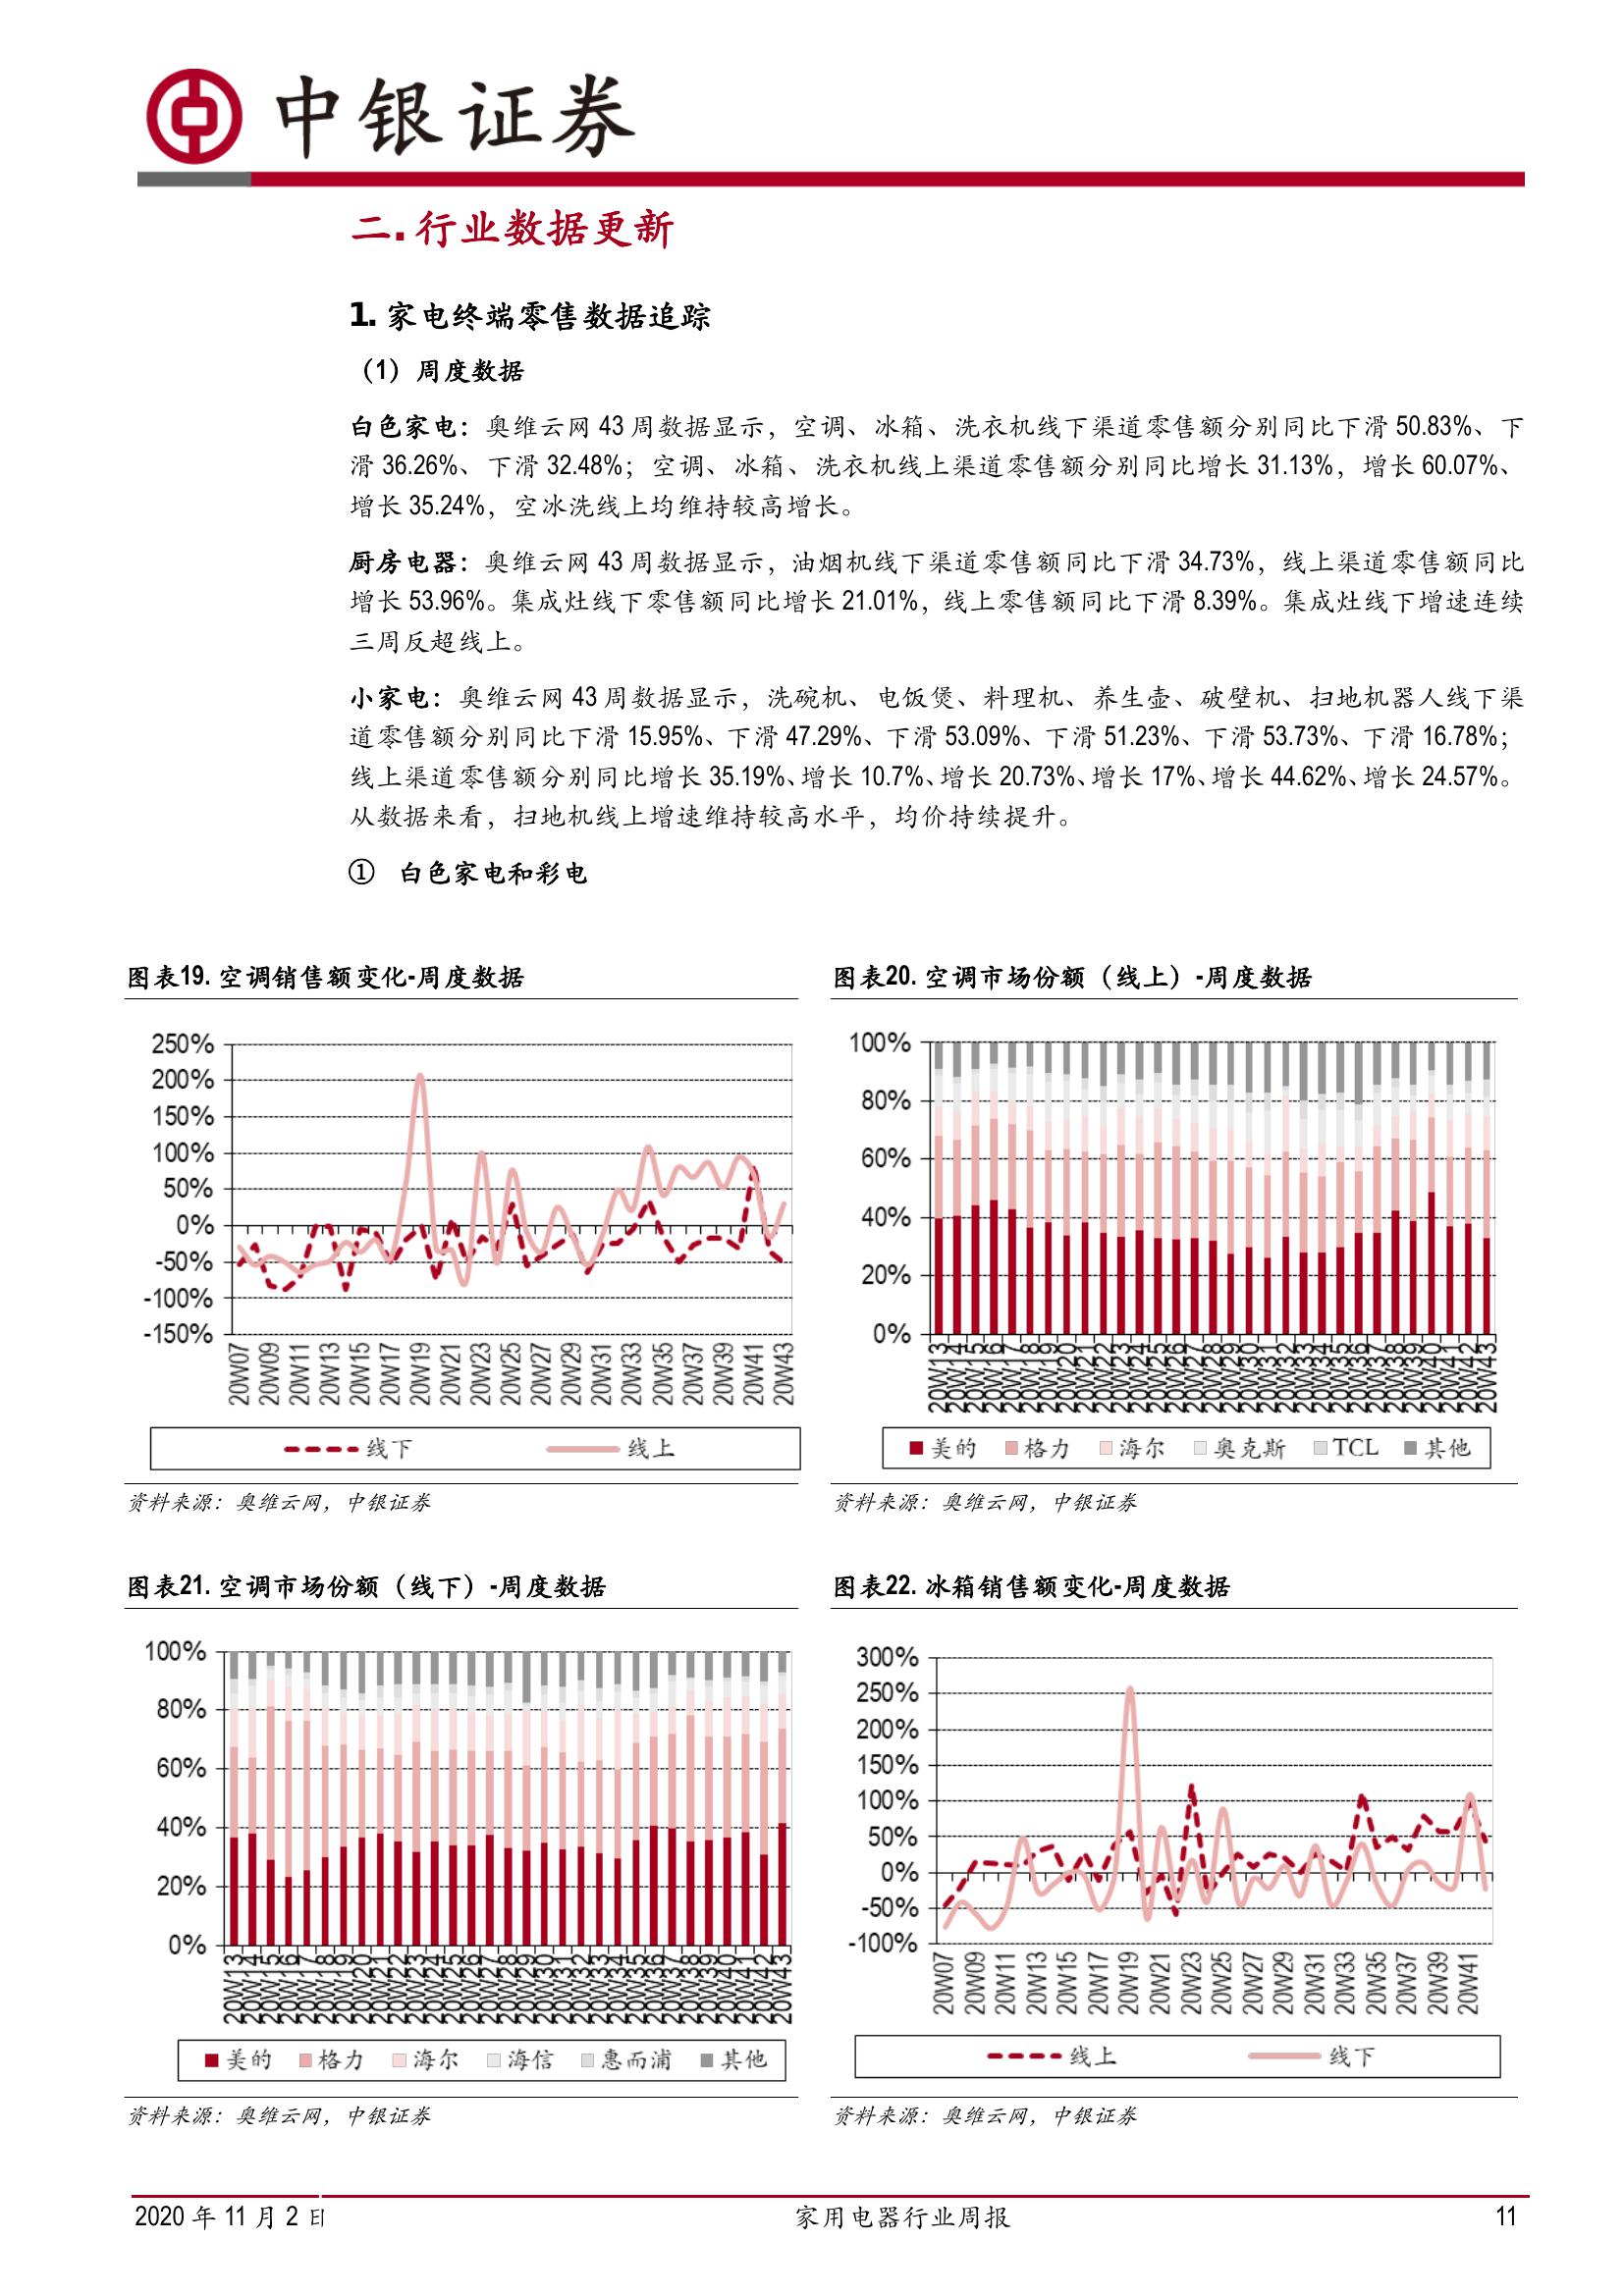 中银证券
二. 行业数据更新
1. 家电终端零售数据追踪
（1）周度数据
白色家电：奥维云网 43 周数据显示，空调、冰箱、洗衣机线下渠道零售额分别同比下滑 50.83%、下
滑 36.26%、下滑 32.48%；空调、冰箱、洗衣机线上渠道零售额分别同比增长 31.13%，增长 60.07%、
增长 35.24%，空冰洗线上均维持较高增长。
厨房电器：奥维云网 43 周数据显示，油烟机线下渠道零售额同比下滑 34.73%，线上渠道零售额同比
增长 53.96%。集成灶线下零售额同比增长 21.01%，线上零售额同比下滑 8.39%。集成灶线下增速连续
三周反超线上。
小家电：奥维云网 43 周数据显示，洗碗机、电饭煲、料理机、养生壶、破壁机、扫地机器人线下渠
道零售额分别同比下滑 15.95%、下滑 47.29%、下滑 53.09%、下滑 51.23%、下滑 53.73%、下滑 16.78%；
线上渠道零售额分别同比增长 35.19%、增长 10.7%、增长 20.73%、增长 17%、增长 44.62%、增长 24.57%。
从数据来看，扫地机线上增速维持较高水平，均价持续提升。
① 白色家电和彩电
图表19. 空调销售额变化-周度数据
250%
200%
150%
100%
50%
0%
-50%
-100%
-150%
20W07 20W09 20W11 20W13 20W15 20W17 20W19 20W21 20W23 20W25 20W27 20W29 20W31 20W33 20W35 20W37 20W39 20W41 20W43
线下 线上
资料来源：奥维云网，中银证券
图表20. 空调市场份额（线上）-周度数据
100%
80%
60%
40%
20%
0%
20W13 20W14 20W15 20W16 20W17 20W18 20W19 20W20 20W21 20W22 20W23 20W24 20W25 20W26 20W27 20W28 20W29 20W30 20W31 20W32 20W33 20W34 20W35 20W36 20W37 20W38 20W39 20W40 20W41 20W42 20W43
美的 格力 海尔 奥克斯 TCL 其他
资料来源：奥维云网，中银证券
图表21. 空调市场份额（线下）-周度数据
100%
80%
60%
40%
20%
0%
20W13 20W14 20W15 20W16 20W17 20W18 20W19 20W20 20W21 20W22 20W23 20W24 20W25 20W26 20W27 20W28 20W29 20W30 20W31 20W32 20W33 20W34 20W35 20W36 20W37 20W38 20W39 20W40 20W41 20W42 20W43
美的 格力 海尔 海信 惠而浦 其他
资料来源：奥维云网，中银证券
图表22. 冰箱销售额变化-周度数据
300%
250%
200%
150%
100%
50%
0%
-50%
-100%
20W07 20W09 20W11 20W13 20W15 20W17 20W19 20W21 20W23 20W25 20W27 20W29 20W31 20W33 20W35 20W37 20W39 20W41
线上 线下
资料来源：奥维云网，中银证券
2020 年 11 月 2 日 家用电器行业周报 11